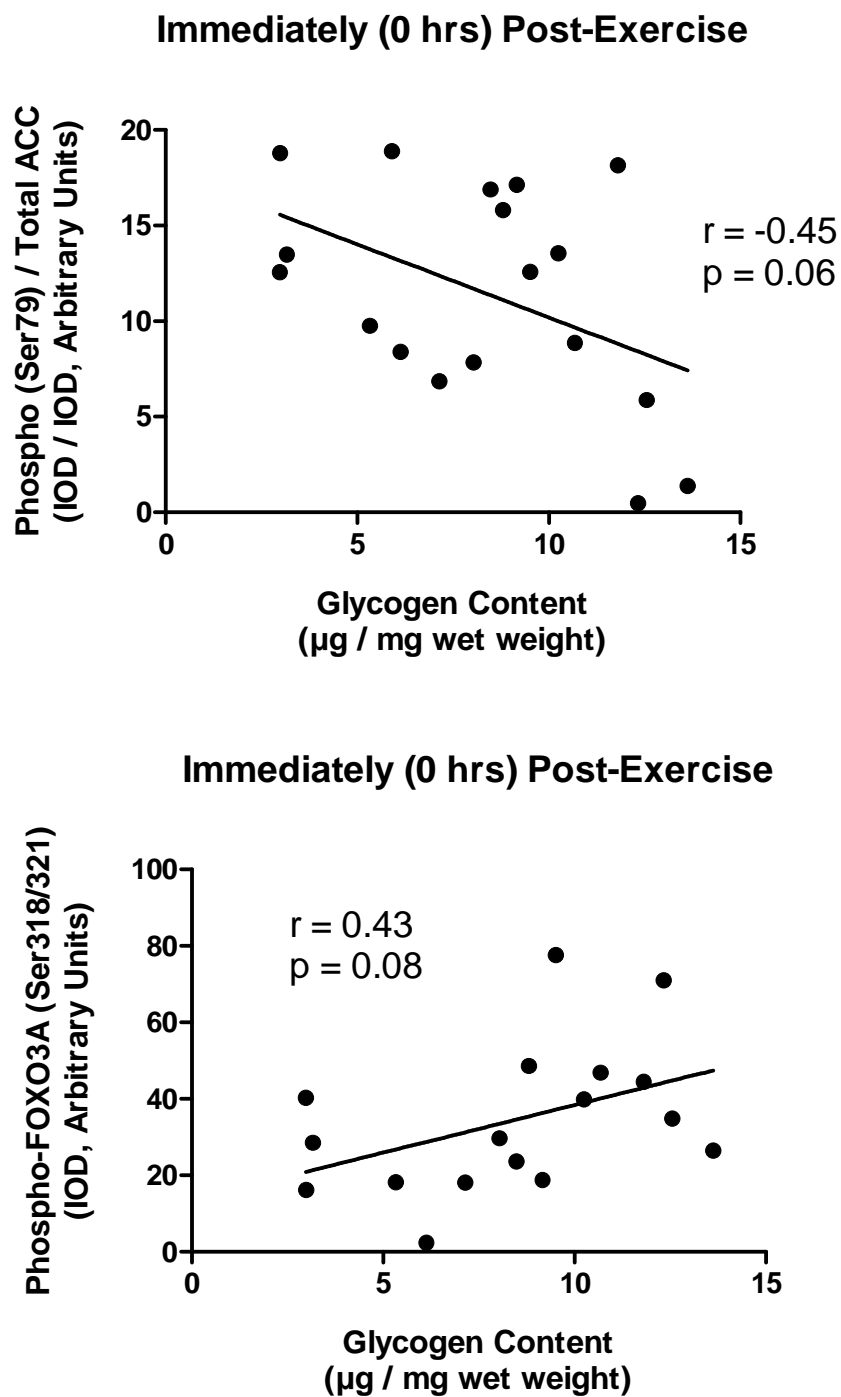 Immediately (0 hrs) Post-Exercise
Phospho (Ser79) / Total ACC
(IOD / IOD, Arbitrary Units)
20
15
10
5
0
r = -0.45
p = 0.06
0 5 10 15
Glycogen Content
(µg / mg wet weight)
Immediately (0 hrs) Post-Exercise
Phospho-FOXO3A (Ser318/321)
(IOD, Arbitrary Units)
100
80
60
40
20
0
r = 0.43
p = 0.08
0 5 10 15
Glycogen Content
(µg / mg wet weight)